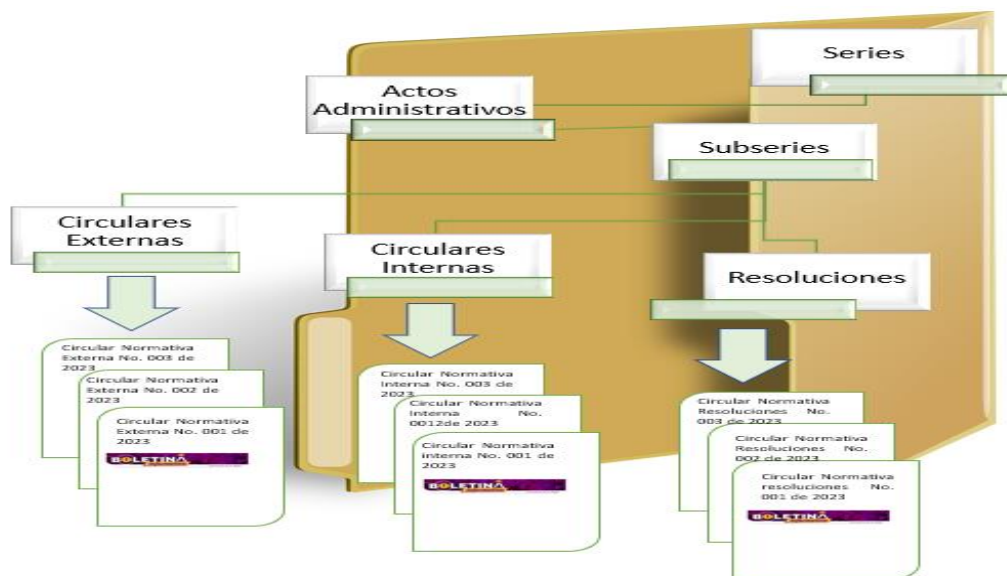 Series
Actos
Administrativos
Subseries
Circulares
Externas
Circulares
Internas
Resoluciones
Circular Normativa
Externa No. 003 de
2023
Circular Normativa
Externa No. 002 de
2023
Circular Normativa
Externa No. 001 de
2023
BOLETINA
Circular Normativa
Interna No. 003 de
2023
Circular Normativa
Interna No.
0012de 2023
Circular Normativa
interna No. 001 de
2023
BOLETINA
Circular Normativa
Resoluciones No.
003 de 2023
Circular Normativa
Resoluciones No.
002 de 2023
Circular Normativa
resoluciones No.
001 de 2023
BOLETINA